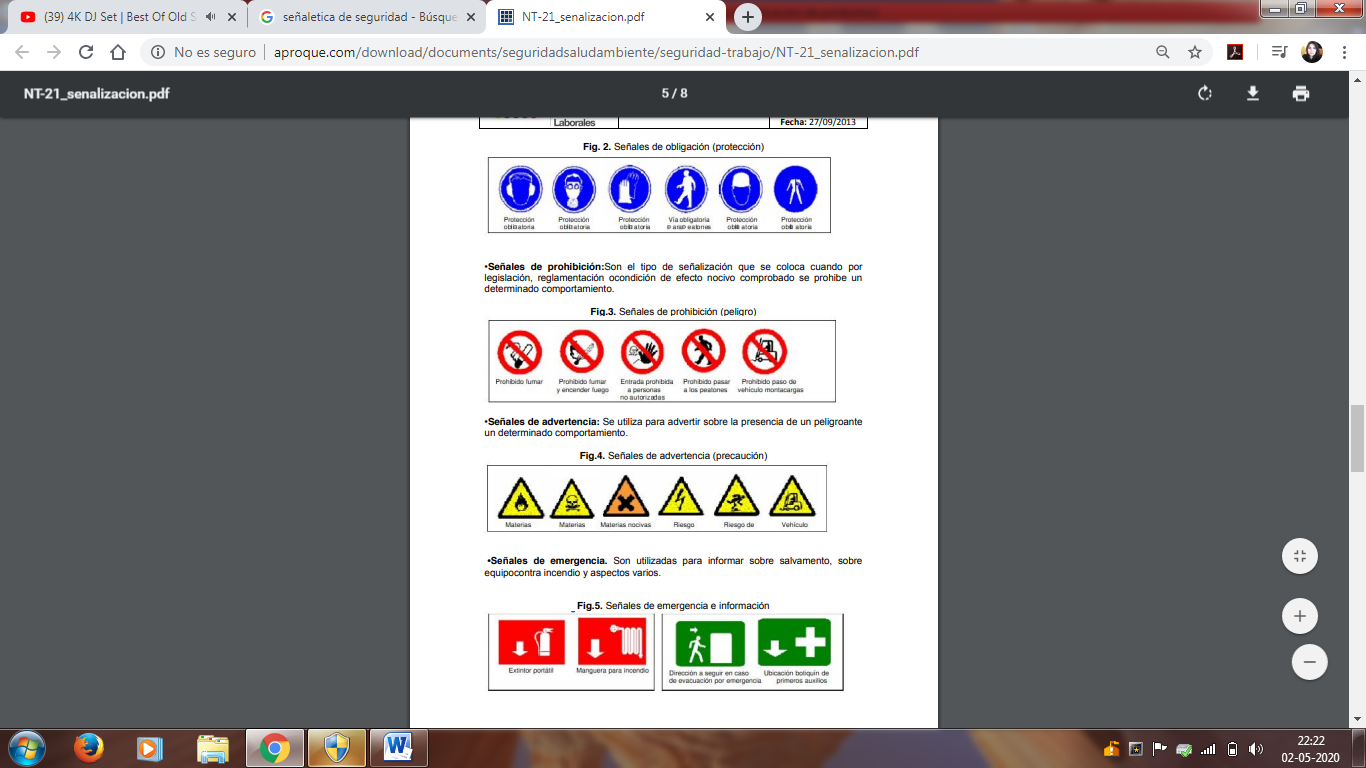 (39) 4K DJ Set | Best Of Old S
señaletica de seguridad - Búsque
NT-21_senalizacion.pdf
No es seguro | aproque.com/download/documents/seguridadsaludambiente/seguridad-trabajo/NT-21_senalizacion.pdf
NT-21_senalizacion.pdf
5 / 8
Laborales
Fecha: 27/09/2013
Fig. 2. Señales de obligación (protección)
Protección Protección Protección Vía obligatoria Protección Protección
obligatoria obligatoria obligatoria para peatones obligatoria obligatoria
•Señales de prohibición:Son el tipo de señalización que se coloca cuando por
legislación, reglamentación ocondición de efecto nocivo comprobado se prohibe un
determinado comportamiento.
Fig.3. Señales de prohibición (peligro)
Prohibido fumar Prohibido fumar Entrada prohibida Prohibido pasar Prohibido paso de
y encender fuego a personas a los peatones vehículo montacargas
no autorizadas
•Señales de advertencia: Se utiliza para advertir sobre la presencia de un peligroante
un determinado comportamiento.
Fig.4. Señales de advertencia (precaución)
Materias Materias Materias nocivas Riesgo Riesgo de Vehículo
•Señales de emergencia. Son utilizadas para informar sobre salvamento, sobre
equipocontra incendio y aspectos varios.
Fig.5. Señales de emergencia e información
Extintor portátil Manguera para incendio Dirección a seguir en caso Ubicación botiquín de
de evacuación por emergencia primeros auxilios
22:22
02-05-2020